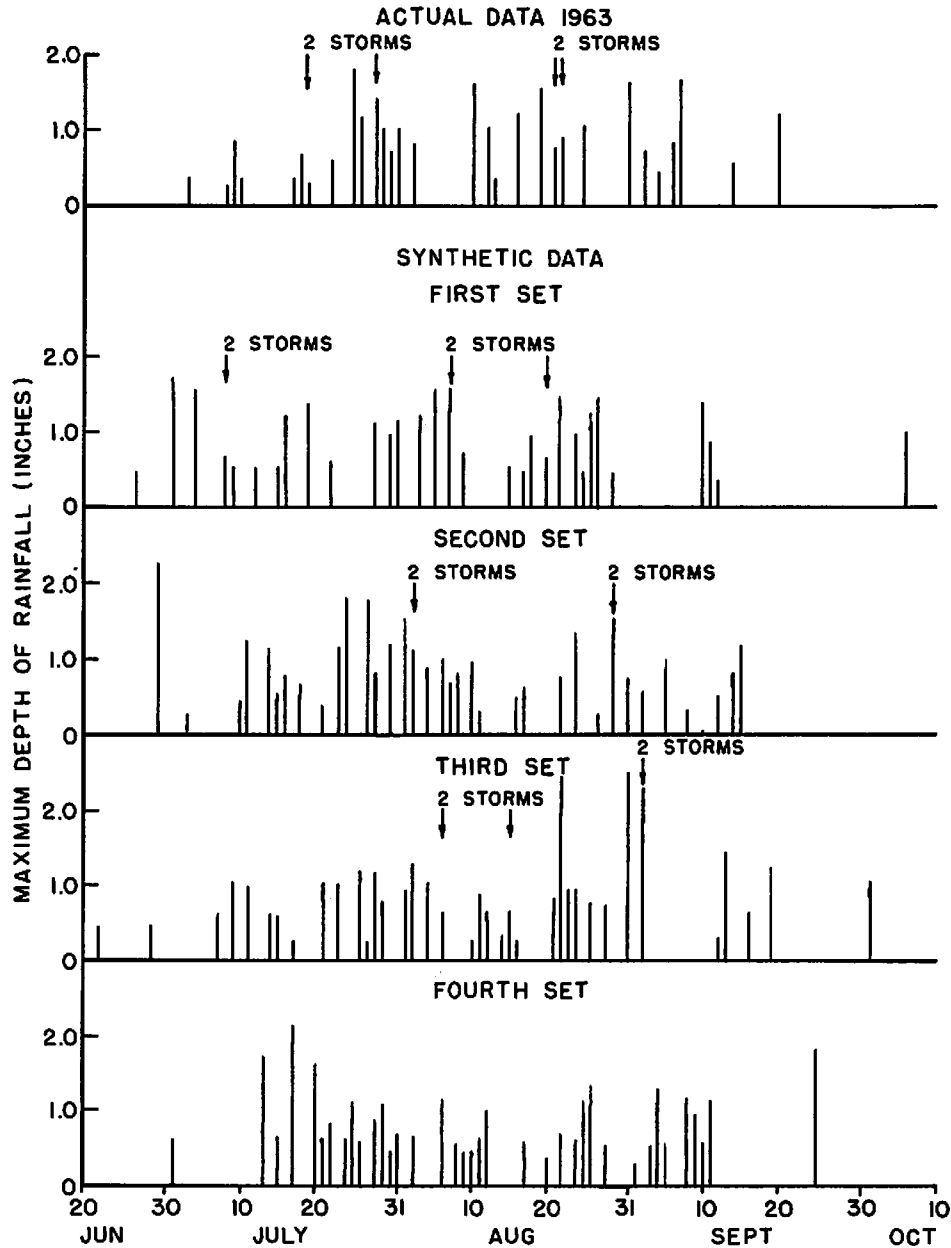 ACTUAL DATA 1963
2 STORMS 2 STORMS
2.0
1.0
0
SYNTHETIC DATA
FIRST SET
2 STORMS 2 STORMS
2.0
1.0
0
SECOND SET
2 STORMS 2 STORMS
2.0
1.0
0
2 STORMS
THIRD SET
2 STORMS
2.0
1.0
0
FOURTH SET
2.0
1.0
0
MAXIMUM DEPTH OF RAINFALL (INCHES)
20 30 10 20 31 10 20 31 10 20 30 10
JUN JULY AUG SEPT OCT